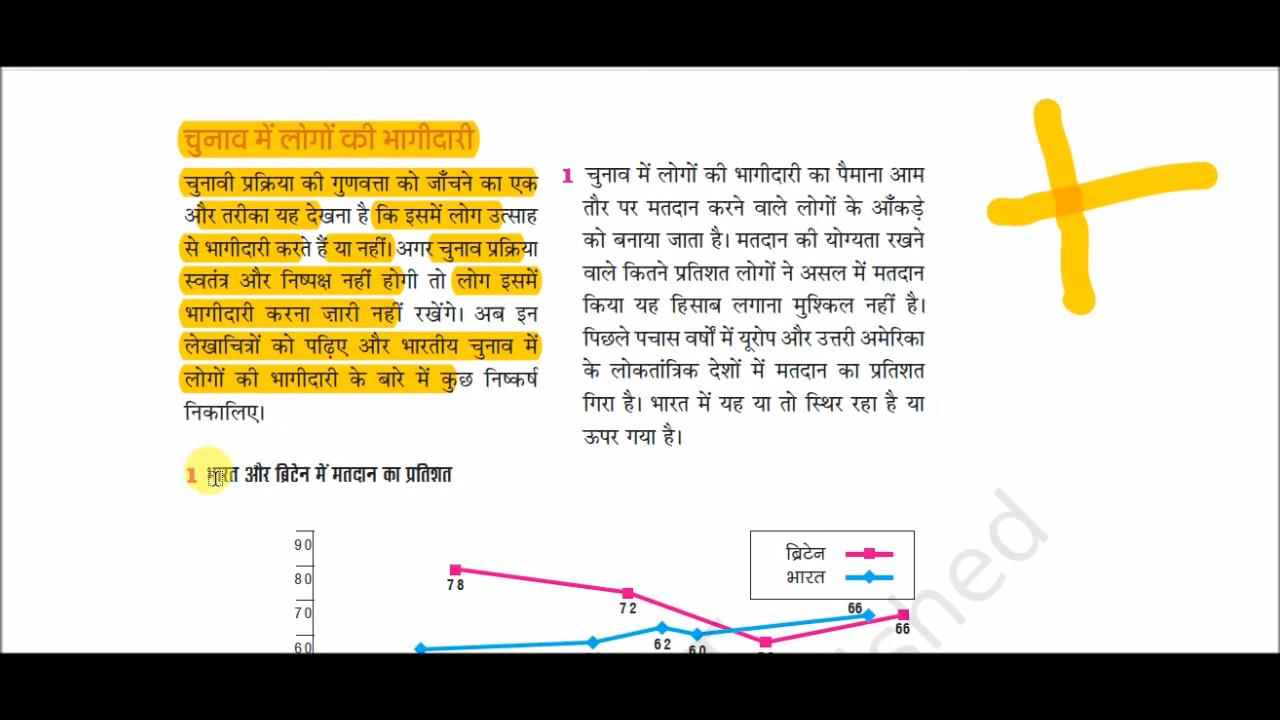 चुनाव में लोगों की भागीदारी
चुनावी प्रक्रिया की गुणवत्ता को जाँचने का एक
और तरीका यह देखना है कि इसमें लोग उत्साह
से भागीदारी करते हैं या नहीं। अगर चुनाव प्रक्रिया
स्वतंत्र और निष्पक्ष नहीं होगी तो लोग इसमें
भागीदारी करना जारी नहीं रखेंगे। अब इन
लेखाचित्रों को पढ़िए और भारतीय चुनाव में
लोगों की भागीदारी के बारे में कुछ निष्कर्ष
निकालिए।
1 चुनाव में लोगों की भागीदारी का पैमाना आम
तौर पर मतदान करने वाले लोगों के आँकड़े
को बनाया जाता है। मतदान की योग्यता रखने
वाले कितने प्रतिशत लोगों ने असल में मतदान
किया यह हिसाब लगाना मुश्किल नहीं है।
पिछले पचास वर्षों में यूरोप और उत्तरी अमेरिका
के लोकतांत्रिक देशों में मतदान का प्रतिशत
गिरा है। भारत में यह या तो स्थिर रहा है या
ऊपर गया है।
1 भारत और ब्रिटेन में मतदान का प्रतिशत
90
80
70
60
ब्रिटेन
भारत
78
72
62
60
66
66
shed